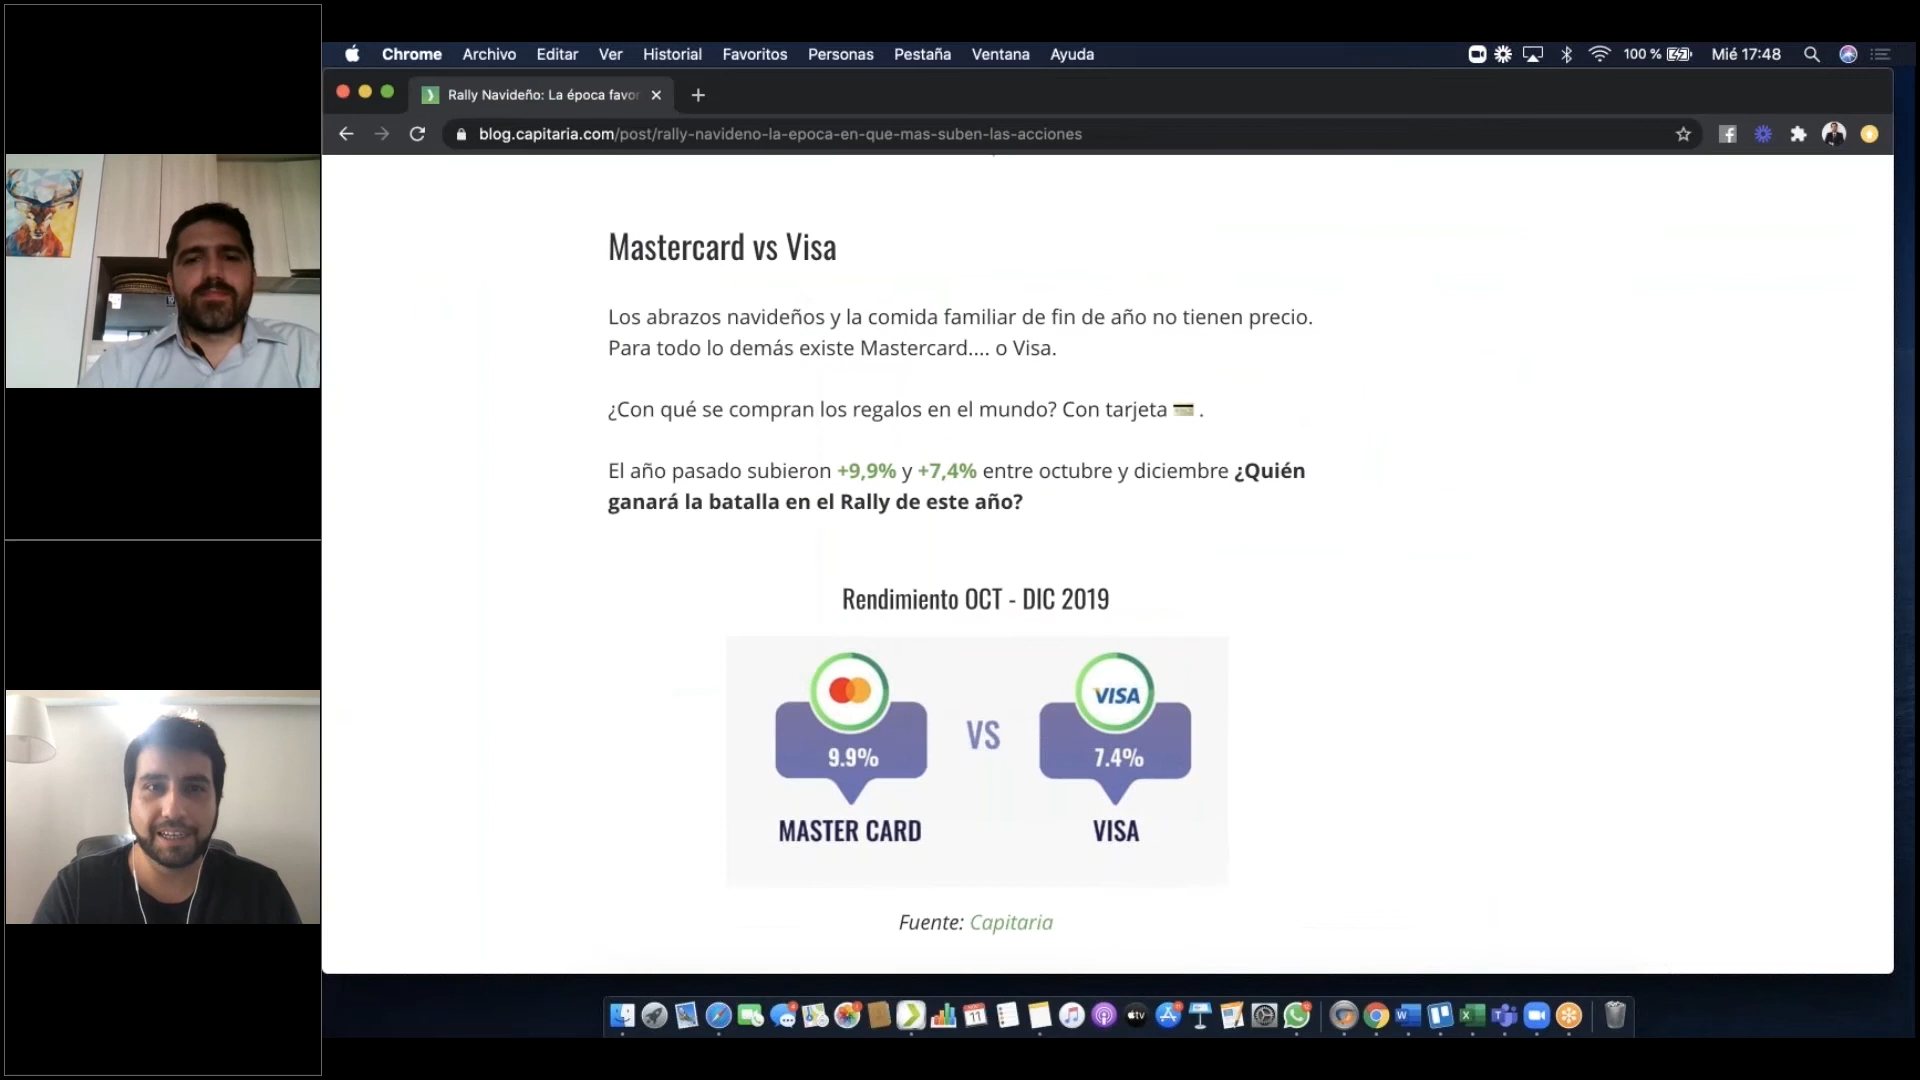 Chrome Archivo Editar Ver Historial Favoritos Personas Pestaña Ventana Ayuda 100 % Mié 17:48
Rally Navideño: La época favor
blog.capitaria.com/post/rally-navideno-la-epoca-en-que-mas-suben-las-acciones
Mastercard vs Visa
Los abrazos navideños y la comida familiar de fin de año no tienen precio.
Para todo lo demás existe Mastercard.... o Visa.
¿Con qué se compran los regalos en el mundo? Con tarjeta 💳 .
El año pasado subieron +9,9% y +7,4% entre octubre y diciembre ¿Quién
ganará la batalla en el Rally de este año?
Rendimiento OCT - DIC 2019
VISA
9.9% VS 7.4%
MASTER CARD VISA
Fuente: Capitaria
11
tv